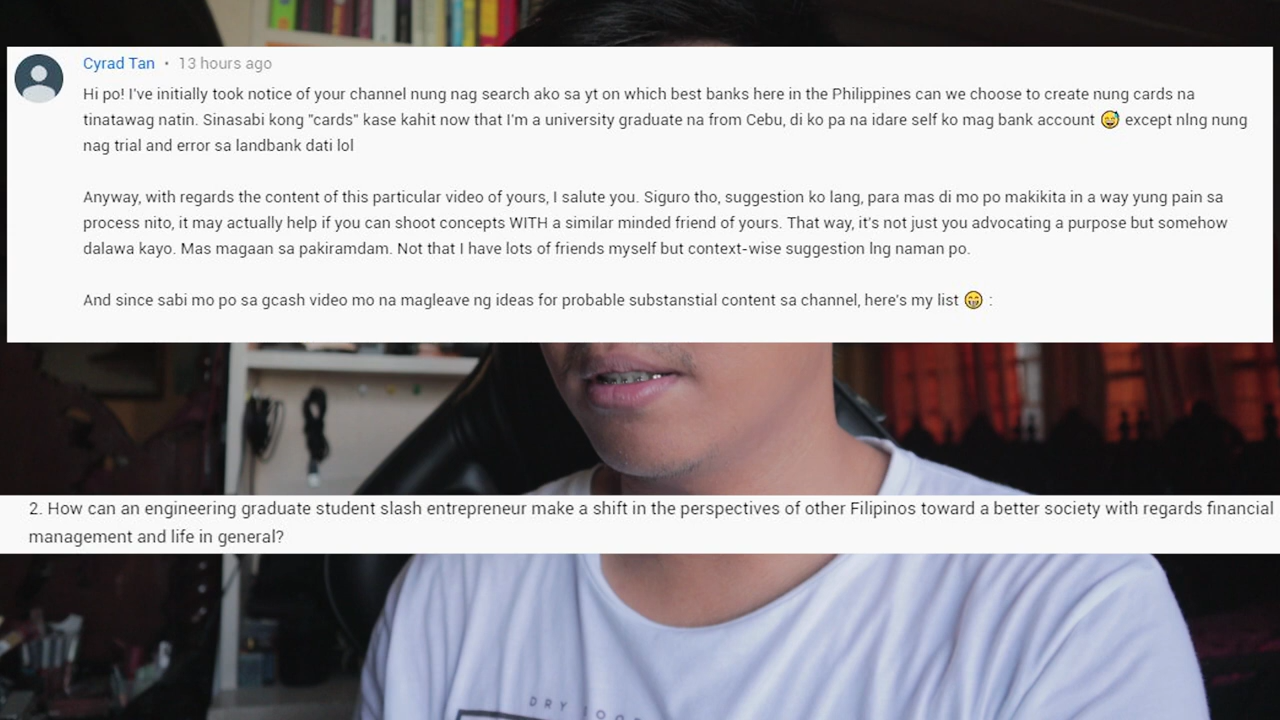 Cyrad Tan • 13 hours ago
Hi po! I've initially took notice of your channel nung nag search ako sa yt on which best banks here in the Philippines can we choose to create nung cards na
tinatawag natin. Sinasabi kong "cards" kase kahit now that I'm a university graduate na from Cebu, di ko pa na idare self ko mag bank account 😅 except nlng nung
nag trial and error sa landbank dati lol
Anyway, with regards the content of this particular video of yours, I salute you. Siguro tho, suggestion ko lang, para mas di mo po makikita in a way yung pain sa
process nito, it may actually help if you can shoot concepts WITH a similar minded friend of yours. That way, it's not just you advocating a purpose but somehow
dalawa kayo. Mas magaan sa pakiramdam. Not that I have lots of friends myself but context-wise suggestion lng naman po.
And since sabi mo po sa gcash video mo na magleave ng ideas for probable substanstial content sa channel, here's my list 😁 :
2. How can an engineering graduate student slash entrepreneur make a shift in the perspectives of other Filipinos toward a better society with regards financial
management and life in general?
DRY